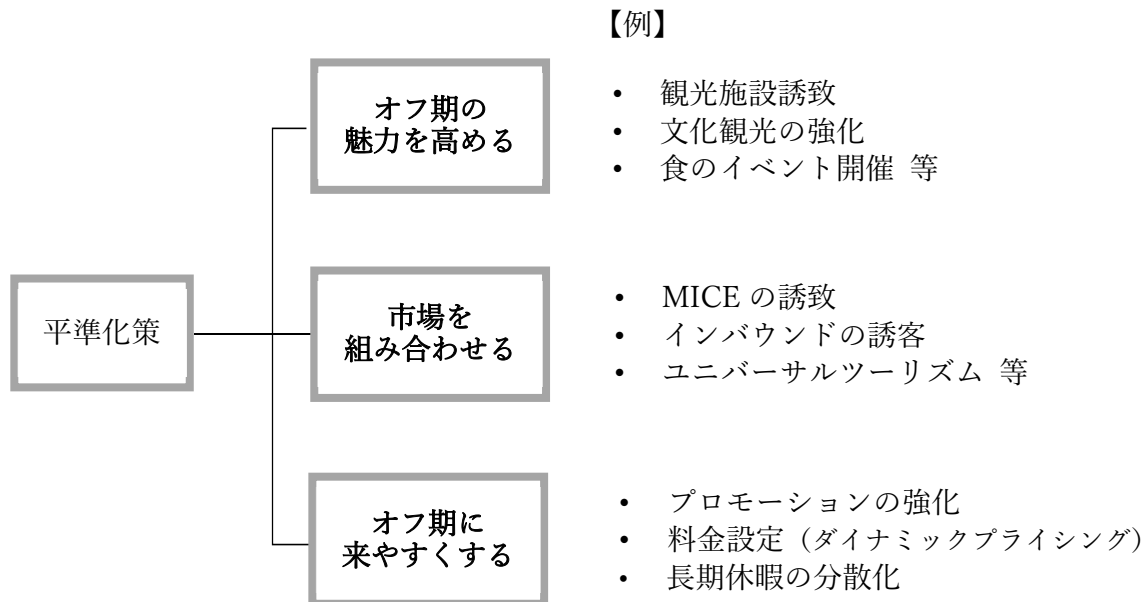 【例】
オフ期の
魅力を高める
• 観光施設誘致
• 文化観光の強化
• 食のイベント開催 等
平準化策
市場を
組み合わせる
• MICE の誘致
• インバウンドの誘客
• ユニバーサルツーリズム 等
オフ期に
来やすくする
• プロモーションの強化
• 料金設定（ダイナミックプライシング）
• 長期休暇の分散化